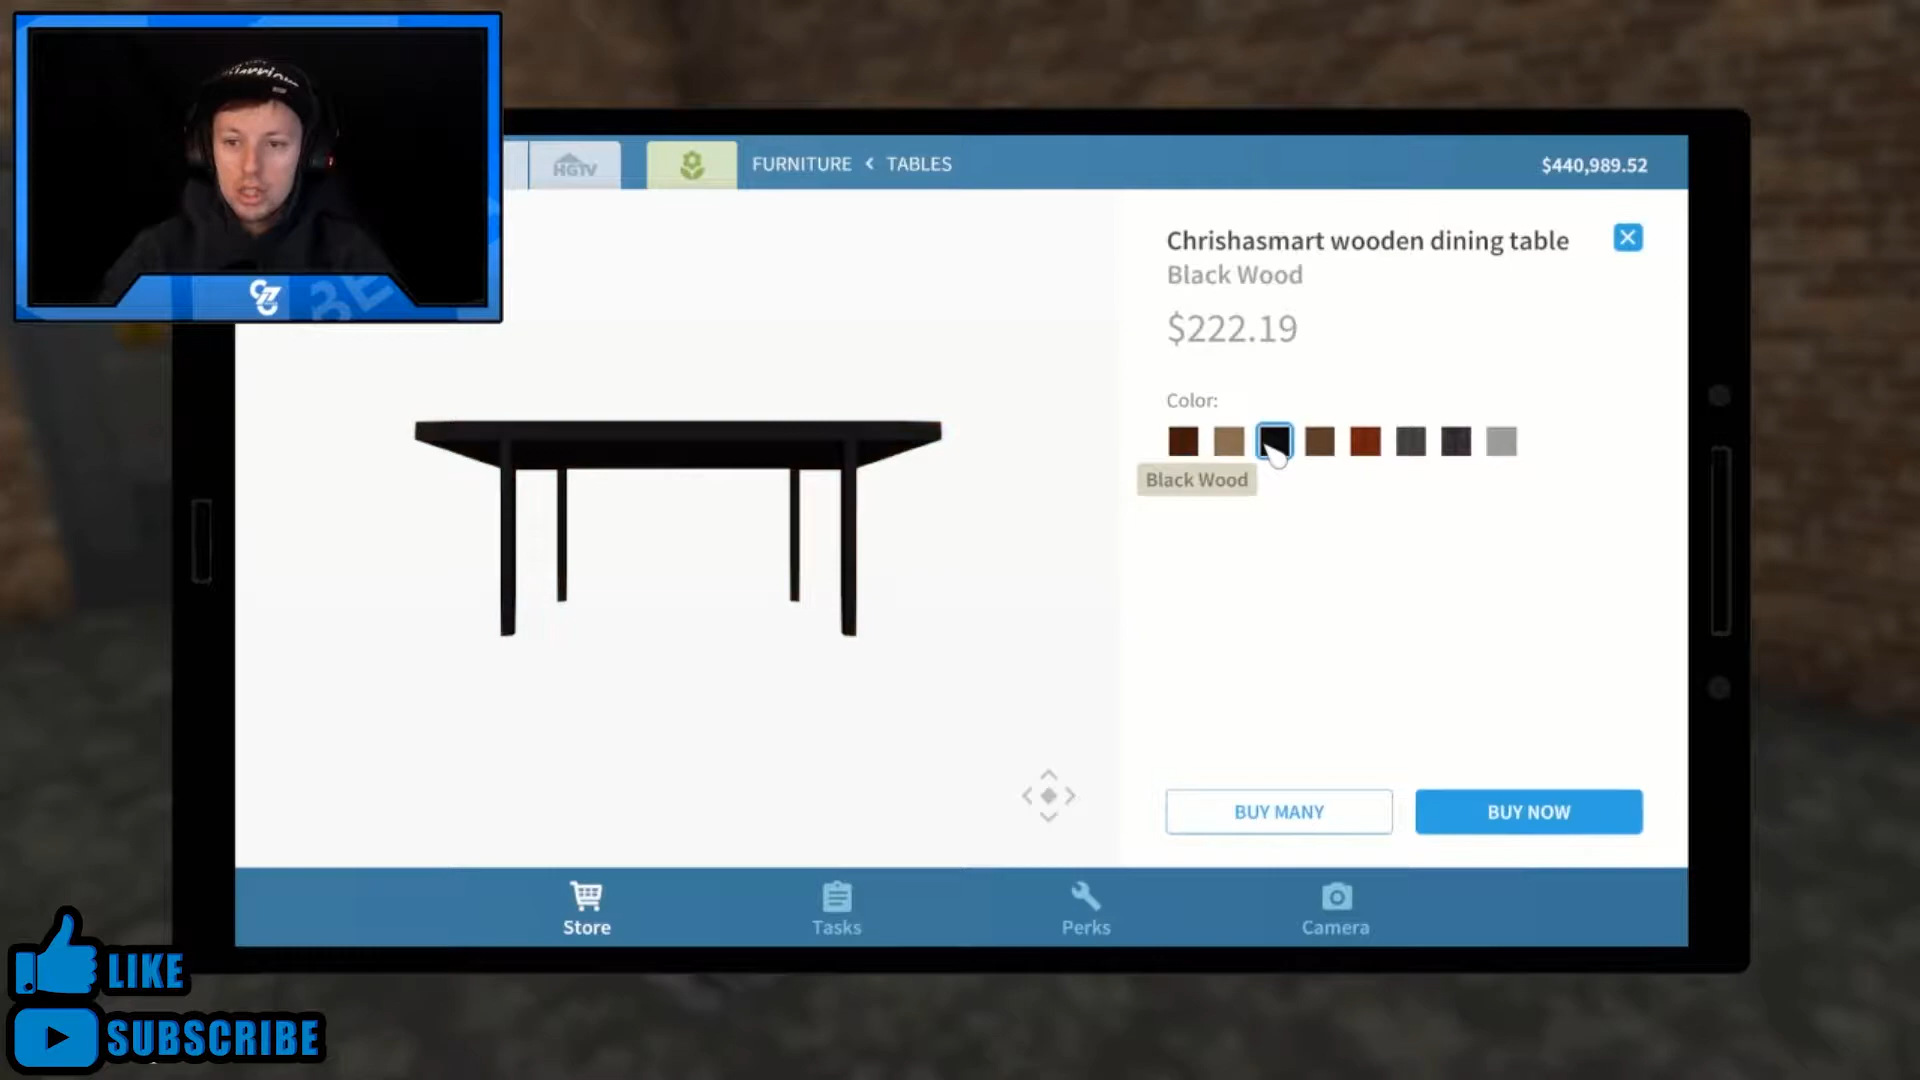 HGTV
FURNITURE < TABLES
$440,989.52
Chrishasmart wooden dining table
Black Wood
$222.19
Color:
Black Wood
BUY MANY
BUY NOW
Store
Tasks
Perks
Camera
LIKE
SUBSCRIBE